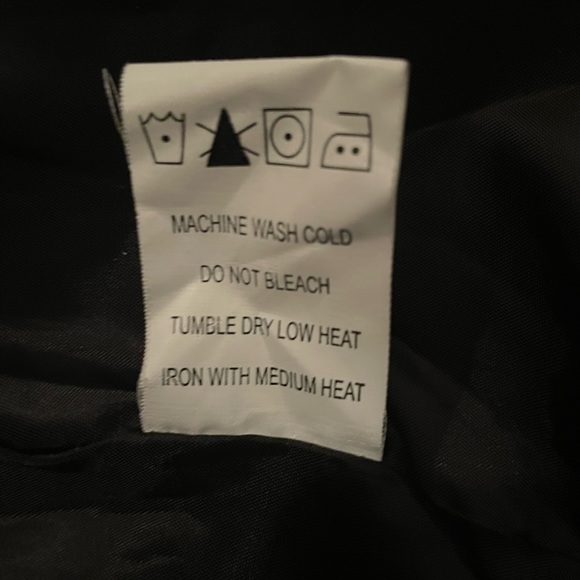 MACHINE WASH COLD
DO NOT BLEACH
TUMBLE DRY LOW HEAT
IRON WITH MEDIUM HEAT